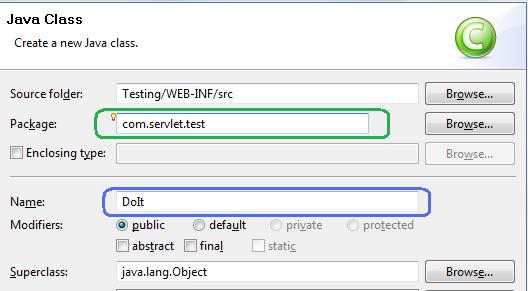 Java Class
Create a new Java class.
C
Source folder: Testing/WEB-INF/src Browse...
Package: com.servlet.test Browse...
Enclosing type: Browse...
Name: DoIt
Modifiers: public default private protected
abstract final static
Superclass: java.lang.Object Browse...